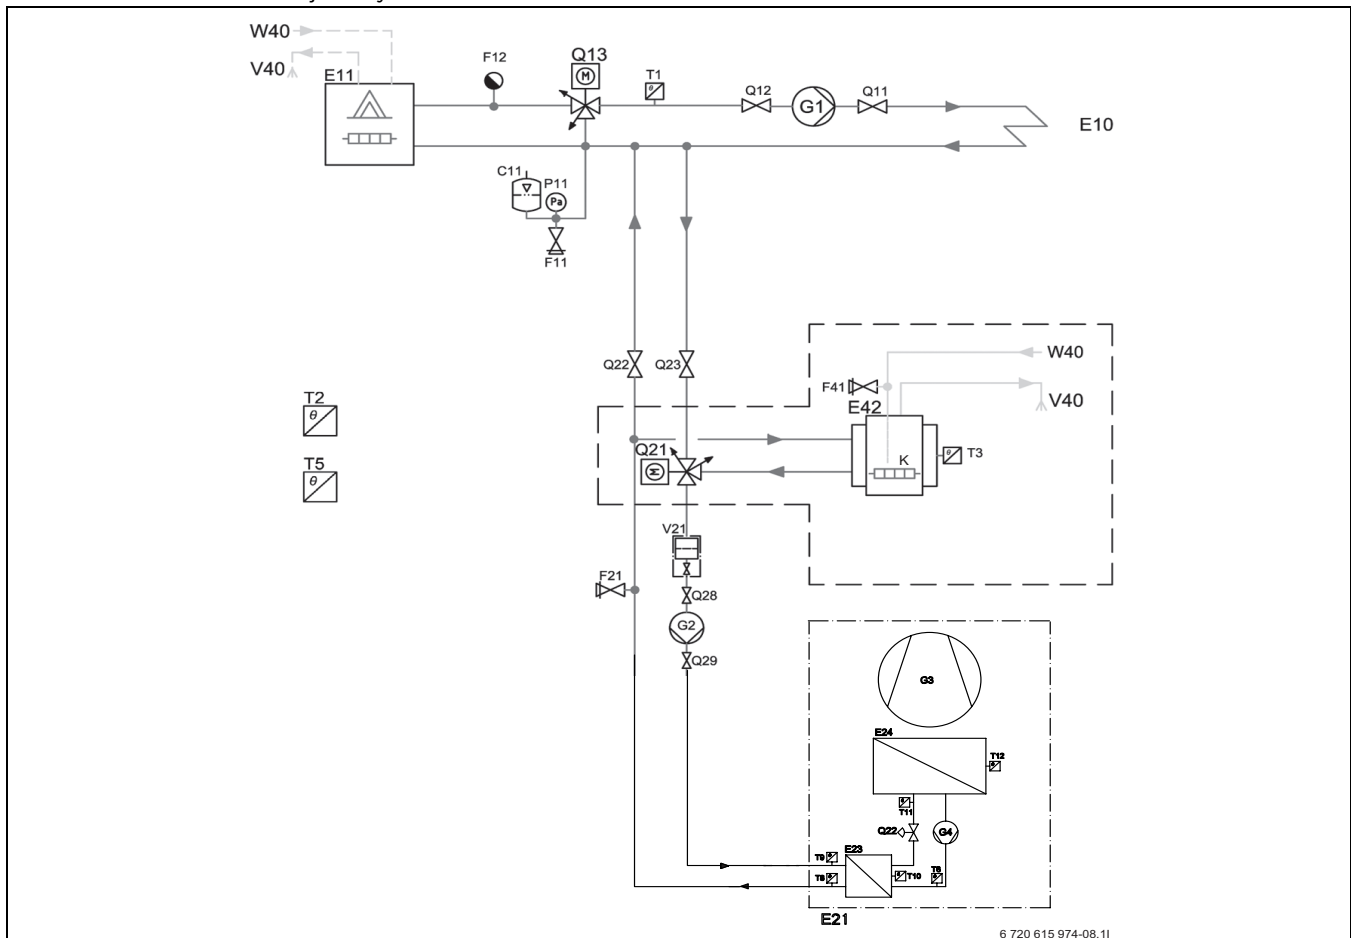 W40
V40
E11
F12
Q13
M
T1
θ
Q12
G1
Q11
E10
C11
P11
Pa
F11
Q22
Q23
W40
F41
V40
E42
T2
θ
Q21
M
K
θ
T3
T5
θ
V21
F21
Q28
G2
Q29
G3
E24
T12
T11
Q22
G4
E23
T9
T8
T10
T6
E21
6 720 615 974-08.1I